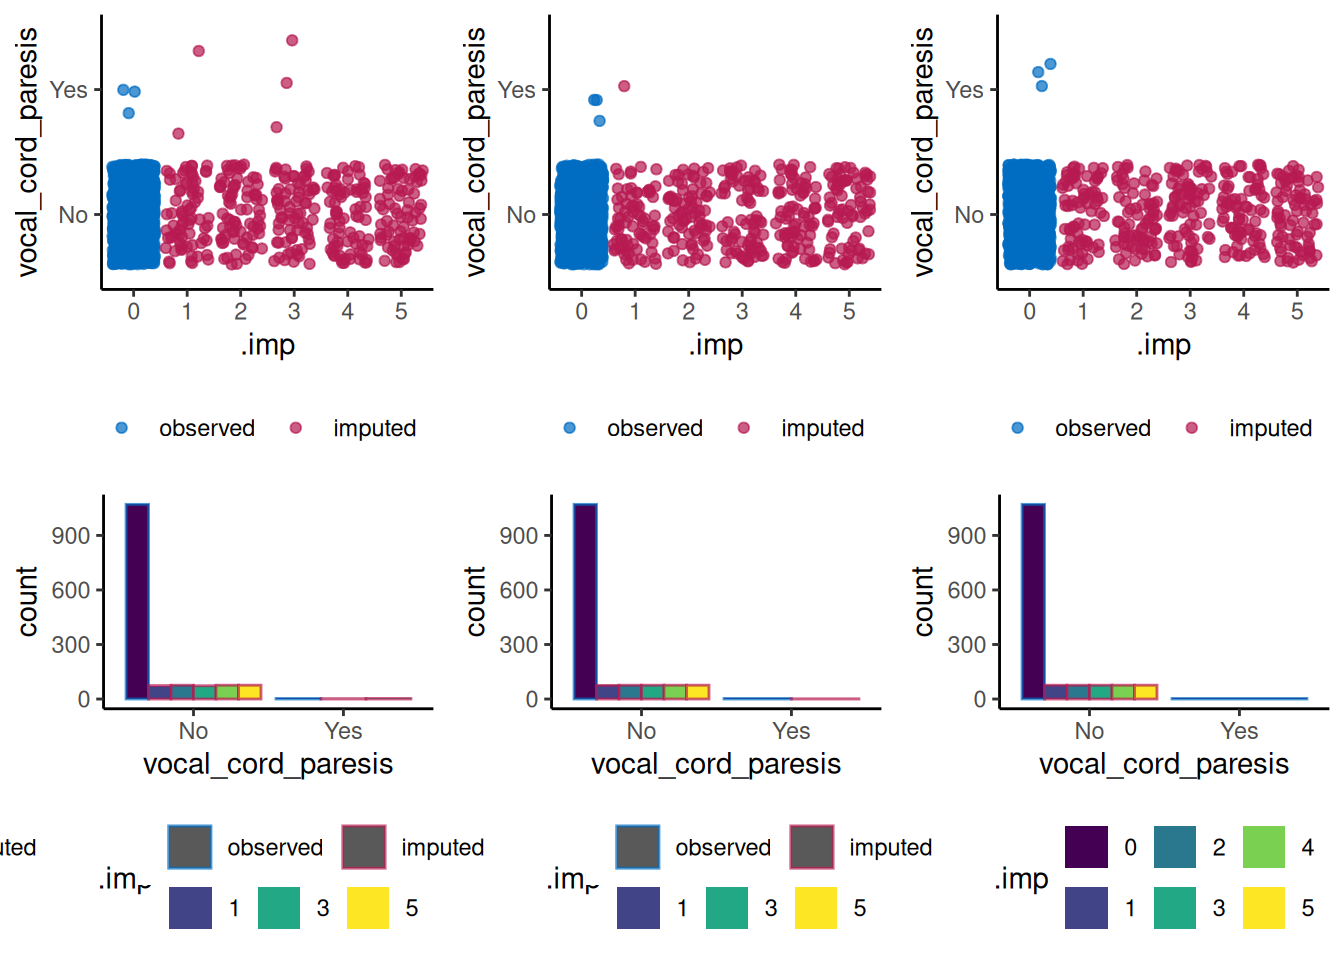 vocal_cord_paresis
Yes
No
0 1 2 3 4 5
.imp
observed imputed
vocal_cord_paresis
Yes
No
0 1 2 3 4 5
.imp
observed imputed
vocal_cord_paresis
Yes
No
0 1 2 3 4 5
.imp
observed imputed
count
900
600
300
0
No Yes
vocal_cord_paresis
count
900
600
300
0
No Yes
vocal_cord_paresis
count
900
600
300
0
No Yes
vocal_cord_paresis
observed imputed
.imp
1 3 5
observed imputed
.imp
1 3 5
.imp
0 2 4
1 3 5